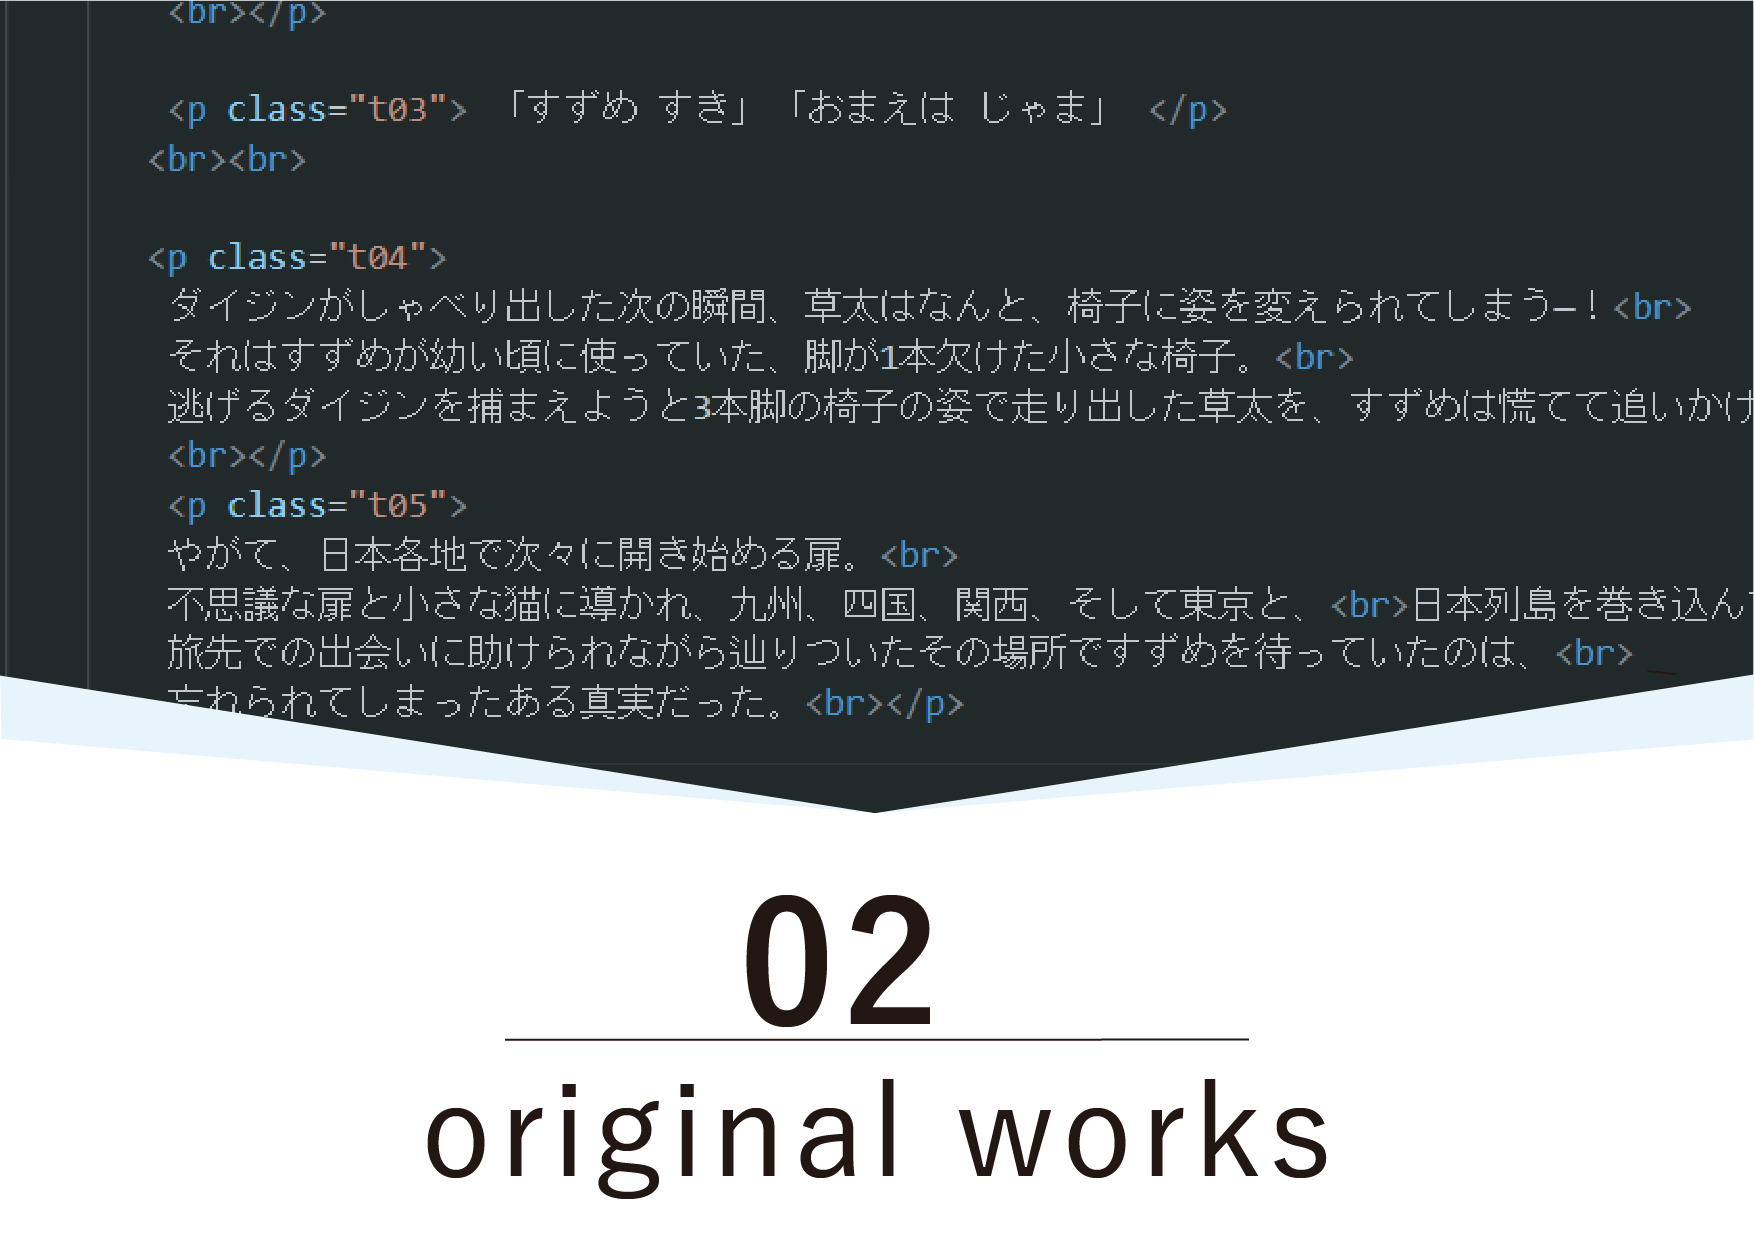 <br></p>
<p class="t03"> 「すずめ すき」「おまえは じゃま」 </p>
<br><br>
<p class="t04">
ダイジンがしゃべり出した次の瞬間、草太はなんと、椅子に姿を変えられてしまう−！<br>
それはすずめが幼い頃に使っていた、脚が1本欠けた小さな椅子。<br>
逃げるダイジンを捕まえようと3本脚の椅子の姿で走り出した草太を、すずめは慌てて追いかけ
<br></p>
<p class="t05">
やがて、日本各地で次々に開き始める扉。<br>
不思議な扉と小さな猫に導かれ、九州、四国、関西、そして東京と、<br>日本列島を巻き込ん
旅先での出会いに助けられながら辿りついたその場所ですずめを待っていたのは、<br>
忘れられてしまったある真実だった。<br></p>
02
original works